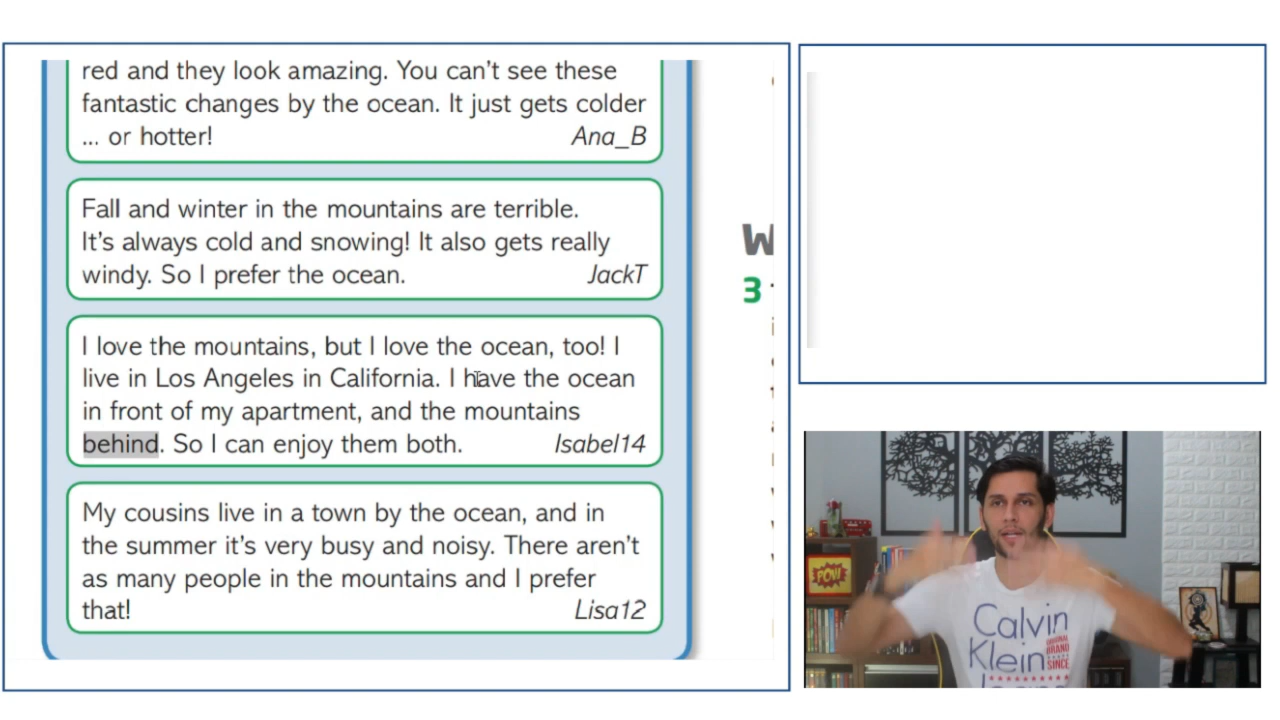 red and they look amazing. You can't see these
fantastic changes by the ocean. It just gets colder
... or hotter!
Ana_B
Fall and winter in the mountains are terrible.
It's always cold and snowing! It also gets really
windy. So I prefer the ocean.
JackT
I love the mountains, but I love the ocean, too! I
live in Los Angeles in California. I have the ocean
in front of my apartment, and the mountains
behind. So I can enjoy them both.
Isabel14
My cousins live in a town by the ocean, and in
the summer it's very busy and noisy. There aren't
as many people in the mountains and I prefer
that!
Lisa12
W
3
POW
Calvin
Klein
ORIGINAL
BRAND
SINCE